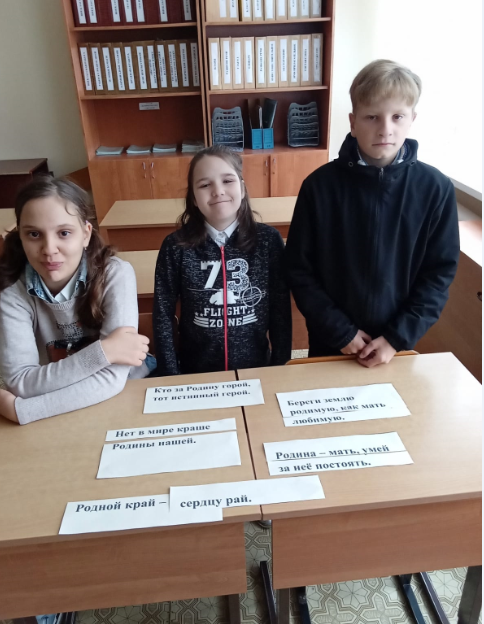 73
FLIGHT
ZONE
Кто за Родину горой,
тот истинный герой.
Береги землю
родимую, как мать
любимую.
Нет в мире краше
Родины нашей.
Родина – мать, умей
за неё постоять.
Родной край – сердцу рай.